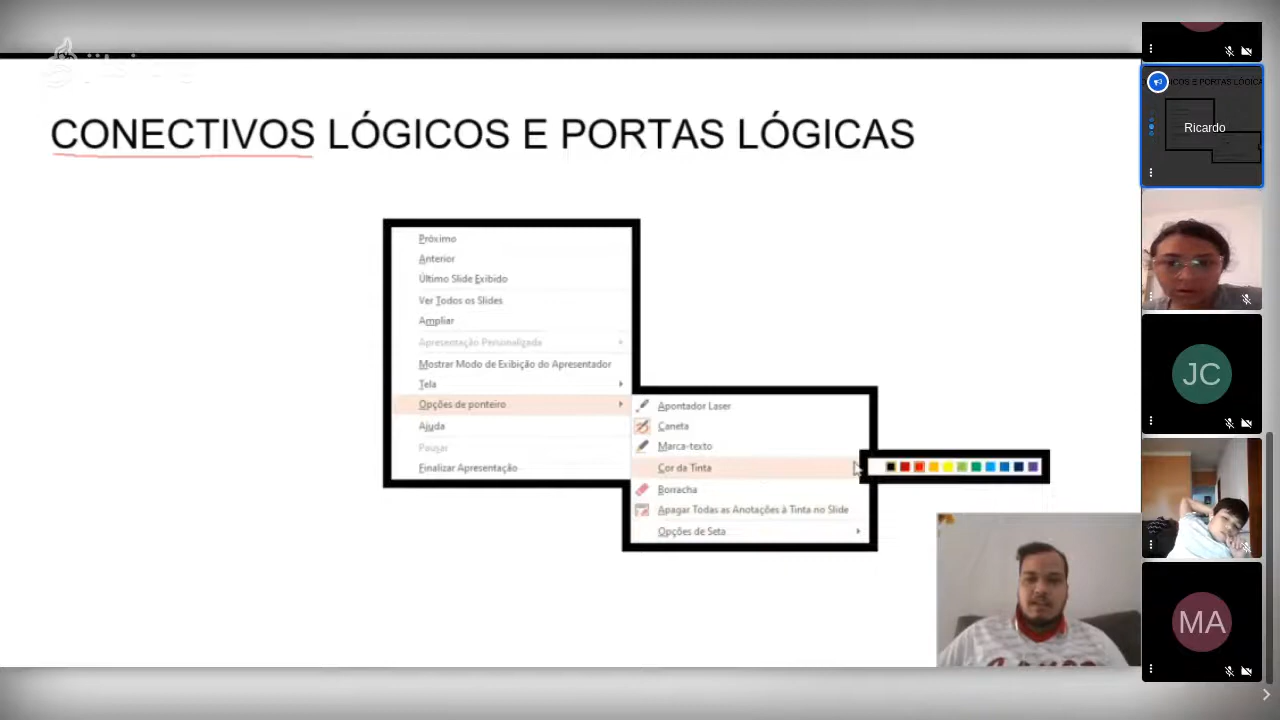 CONECTIVOS LÓGICOS E PORTAS LÓGICAS
Próximo
Anterior
Último Slide Exibido
Ver Todos os Slides
Ampliar
Apresentação Personalizada
Mostrar Modo de Exibição do Apresentador
Tela
Opções de ponteiro
Ajuda
Pausar
Finalizar Apresentação
Apontador Laser
Caneta
Marca-texto
Cor da Tinta
Borracha
Apagar Todas as Anotações à Tinta no Slide
Opções de Seta
Ricardo
JC
MA